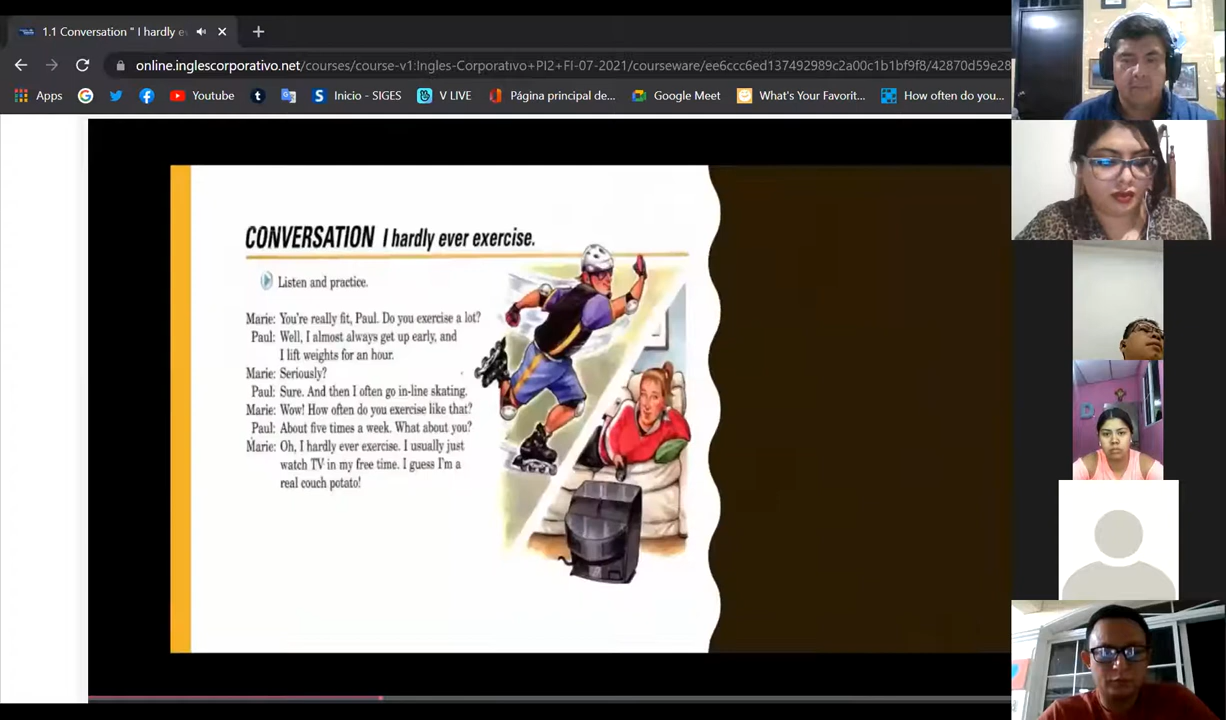 1.1 Conversation " I hardly e
online.inglescorporativo.net/courses/course-v1:Ingles-Corporativo+PI2+FI-07-2021/courseware/ee6ccc6ed137492989c2a00c1b1bf9f8/42870d59e28
Apps
Youtube
Inicio - SIGES
V LIVE
Página principal de...
Google Meet
What's Your Favorit...
How often do you...
CONVERSATION I hardly ever exercise.
Listen and practice.
Marie: You're really fit, Paul. Do you exercise a lot?
Paul: Well, I almost always get up early, and
I lift weights for an hour.
Marie: Seriously?
Paul: Sure. And then I often go in-line skating.
Marie: Wow! How often do you exercise like that?
Paul: About five times a week. What about you?
Marie: Oh, I hardly ever exercise. I usually just
watch TV in my free time. I guess I'm a
real couch potato!